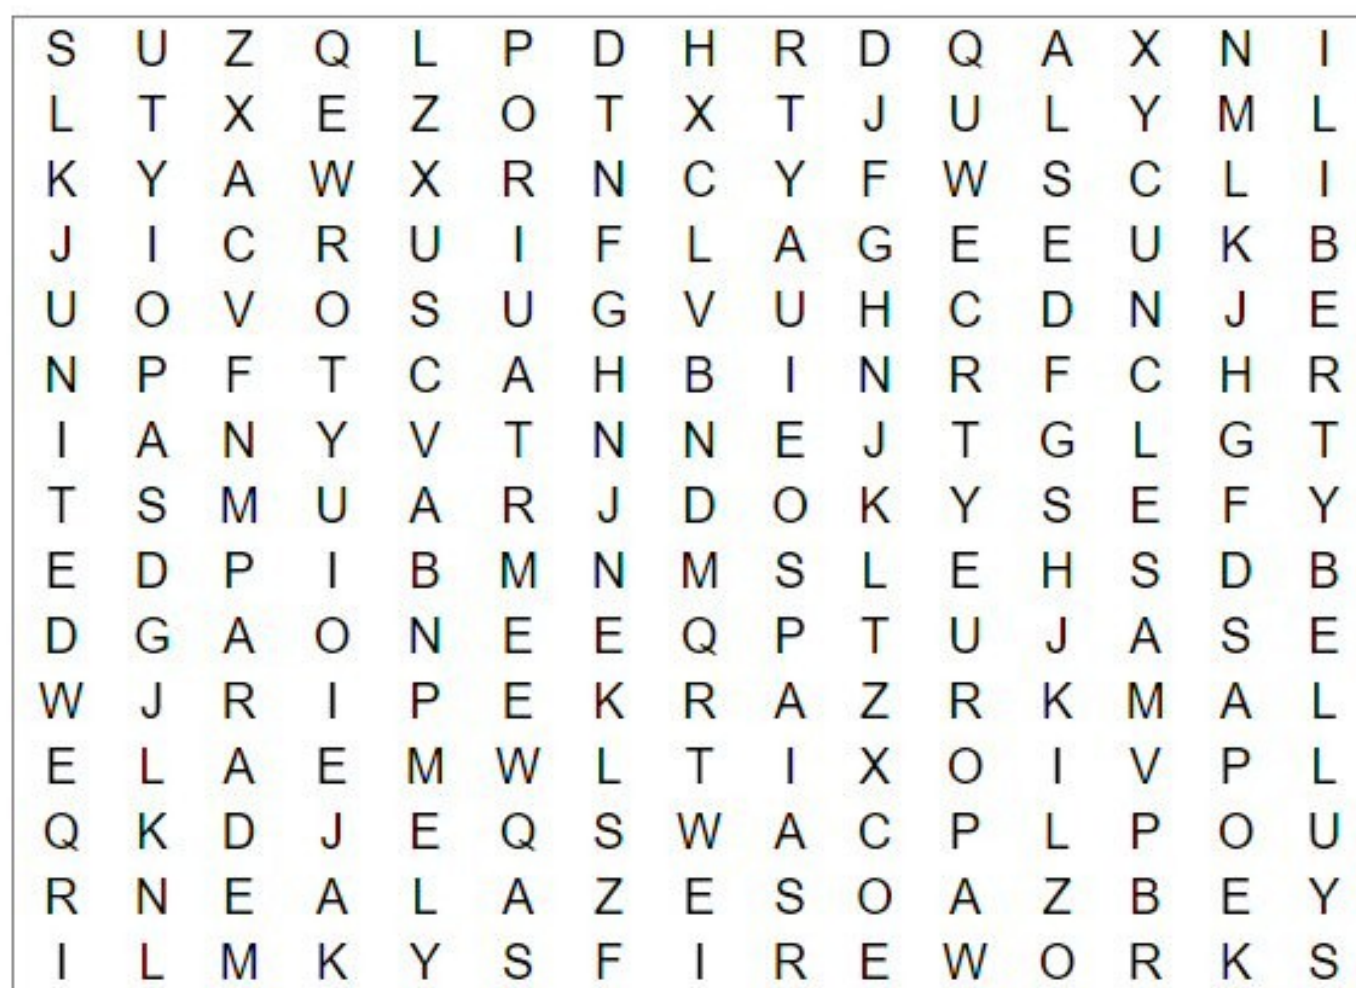 S U Z Q L P D H R D Q A X N I
L T X E Z O T X T J U L Y M L
K Y A W X R N C Y F W S C L I
J I C R U I F L A G E E U K B
U O V O S U G V U H C D N J E
N P F T C A H B I N R F C H R
I A N Y V T N N E J T G L G T
T S M U A R J D O K Y S E F Y
E D P I B M N M S L E H S D B
D G A O N E E Q P T U J A S E
W J R I P E K R A Z R K M A L
E L A E M W L T I X O I V P L
Q K D J E Q S W A C P L P O U
R N E A L A Z E S O A Z B E Y
I L M K Y S F I R E W O R K S